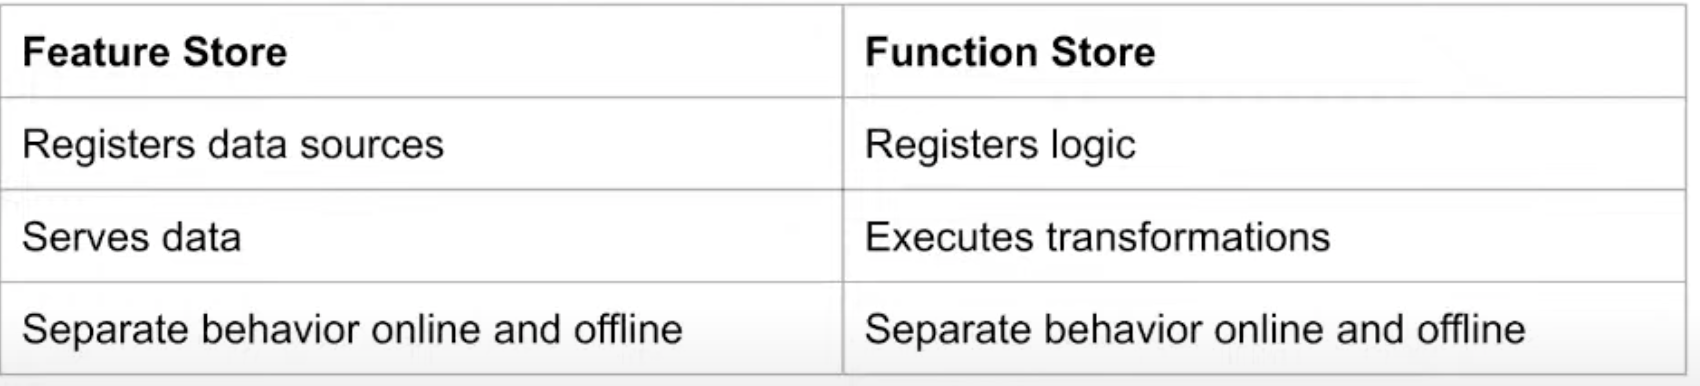 Feature Store
Function Store
Registers data sources
Registers logic
Serves data
Executes transformations
Separate behavior online and offline
Separate behavior online and offline